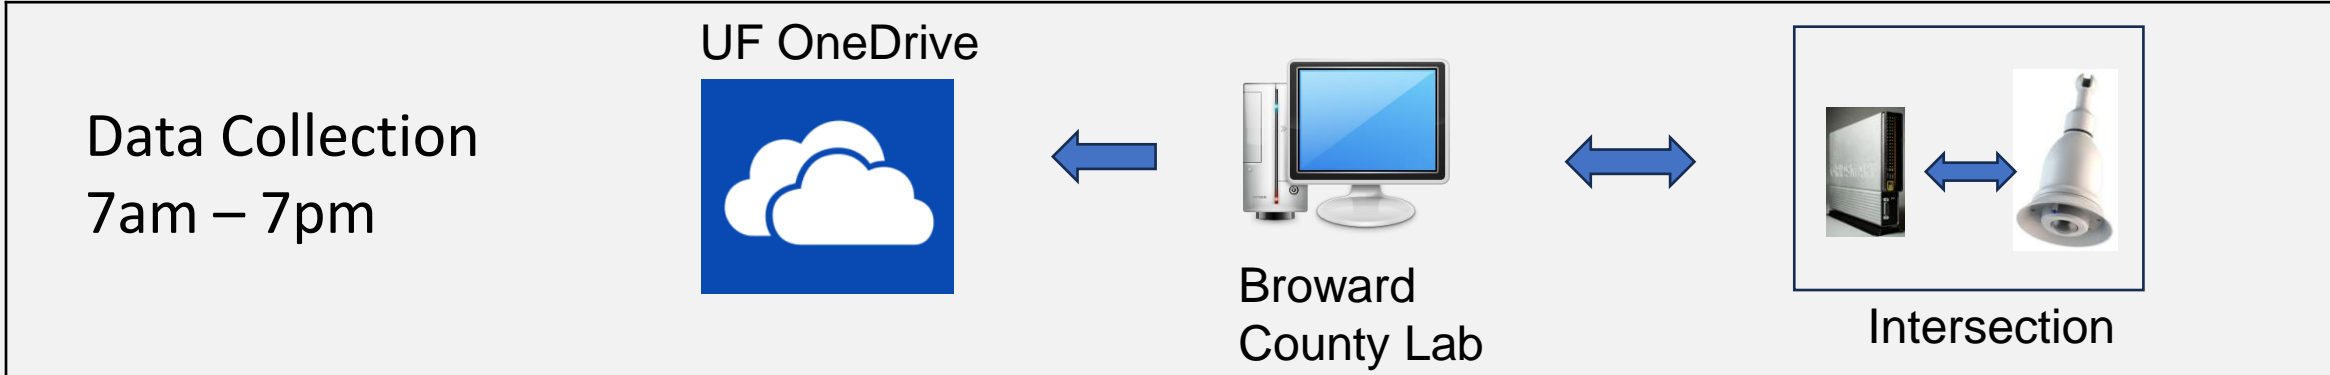 UF OneDrive
Data Collection
7am – 7pm
Broward
County Lab
Intersection